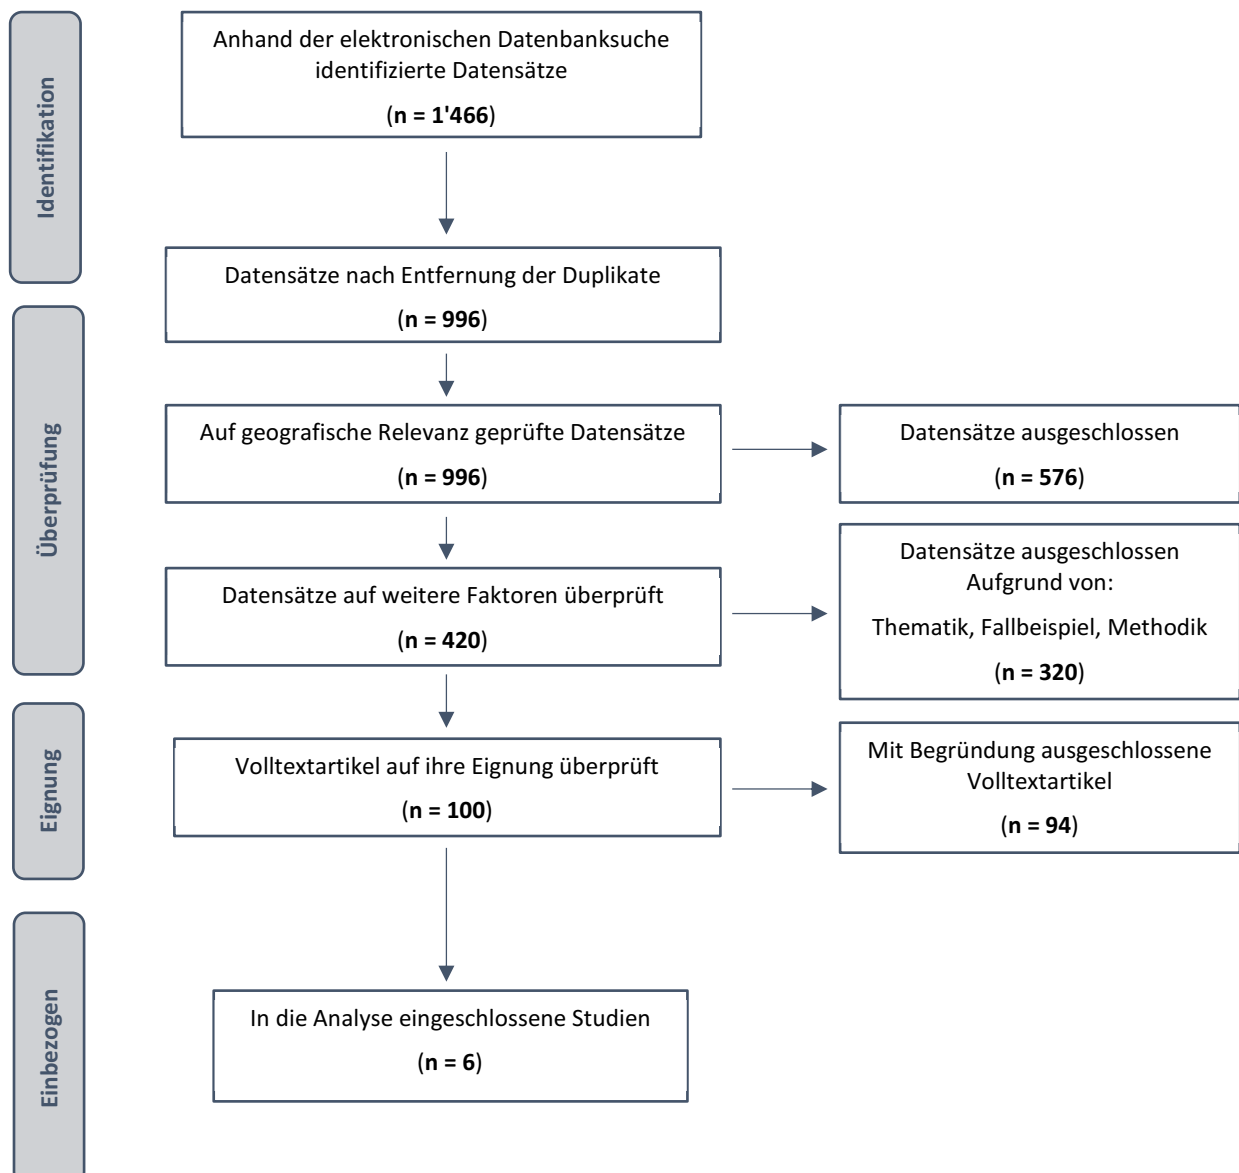 Identifikation
Anhand der elektronischen Datenbanksuche
identifizierte Datensätze
(n = 1'466)
Datensätze nach Entfernung der Duplikate
(n = 996)
Überprüfung
Auf geografische Relevanz geprüfte Datensätze
(n = 996)
Datensätze ausgeschlossen
(n = 576)
Datensätze auf weitere Faktoren überprüft
(n = 420)
Datensätze ausgeschlossen
Aufgrund von:
Thematik, Fallbeispiel, Methodik
(n = 320)
Eignung
Volltextartikel auf ihre Eignung überprüft
(n = 100)
Mit Begründung ausgeschlossene
Volltextartikel
(n = 94)
Einbezogen
In die Analyse eingeschlossene Studien
(n = 6)